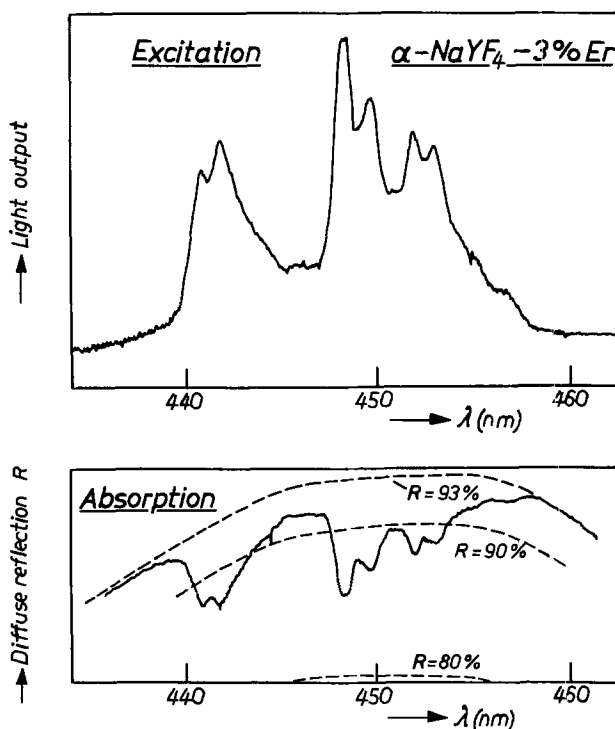 Excitation
α-NaYF₄-3% Er
→ Light output
440 450 460
→ λ (nm)
Absorption
R=93%
R=90%
R=80%
→ Diffuse reflection R
440 450 460
→ λ (nm)